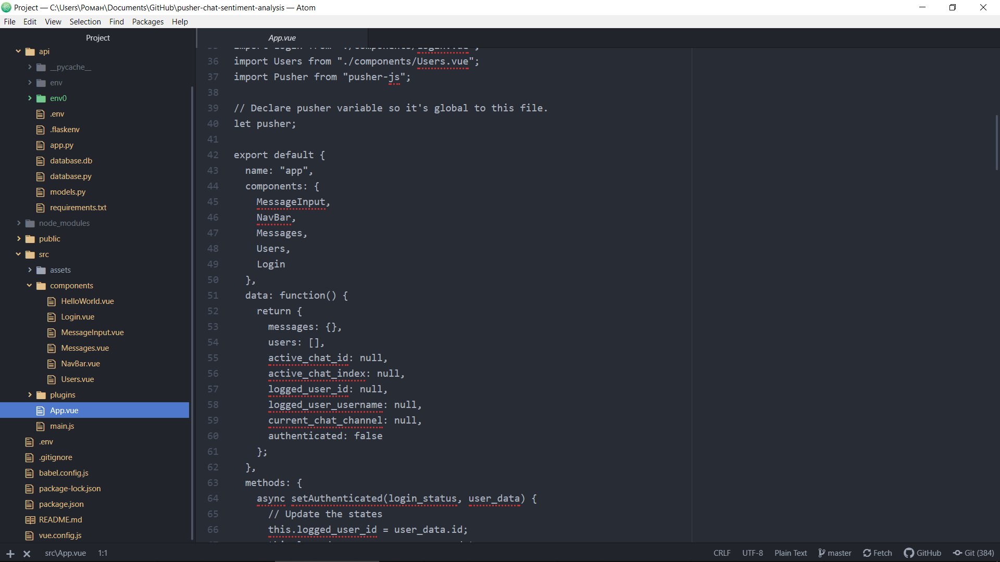 Project — C:\Users\Роман\Documents\GitHub\pusher-chat-sentiment-analysis — Atom
File Edit View Selection Find Packages Help
Project
api
__pycache__
env
env0
.env
.flaskenv
app.py
database.db
database.py
models.py
requirements.txt
node_modules
public
src
assets
components
HelloWorld.vue
Login.vue
MessageInput.vue
Messages.vue
NavBar.vue
Users.vue
plugins
App.vue
main.js
.env
.gitignore
babel.config.js
package-lock.json
package.json
README.md
vue.config.js
App.vue
36 import Users from "./components/Users.vue";
37 import Pusher from "pusher-js";
38
39 // Declare pusher variable so it's global to this file.
40 let pusher;
41
42 export default {
43 name: "app",
44 components: {
45 MessageInput,
46 NavBar,
47 Messages,
48 Users,
49 Login
50 },
51 data: function() {
52 return {
53 messages: {},
54 users: [],
55 active_chat_id: null,
56 active_chat_index: null,
57 logged_user_id: null,
58 logged_user_username: null,
59 current_chat_channel: null,
60 authenticated: false
61 };
62 },
63 methods: {
64 async setAuthenticated(login_status, user_data) {
65 // Update the states
66 this.logged_user_id = user_data.id;
src\App.vue 1:1 CRLF UTF-8 Plain Text master Fetch GitHub Git (384)